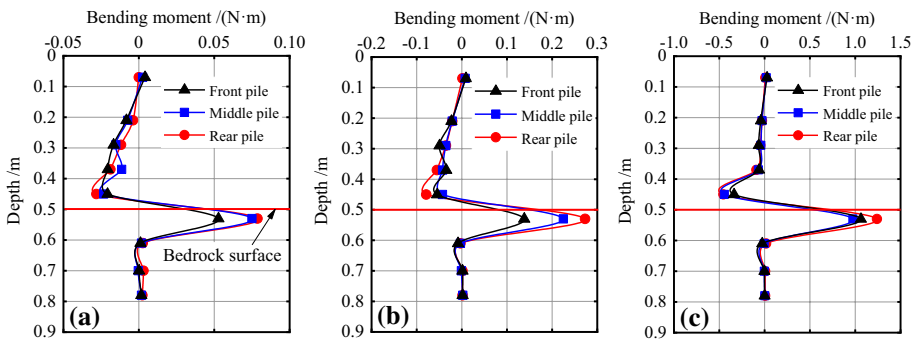 Bending moment /(N·m)
-0.05 0 0.05 0.10
0
0.1
0.2
0.3
0.4
0.5
0.6
0.7
0.8
0.9
Depth /m
Front pile
Middle pile
Rear pile
Bedrock surface
(a)
Bending moment /(N·m)
-0.2 -0.1 0 0.1 0.2 0.3
0
0.1
0.2
0.3
0.4
0.5
0.6
0.7
0.8
0.9
Depth /m
Front pile
Middle pile
Rear pile
(b)
Bending moment /(N·m)
-1.0 -0.5 0 0.5 1.0 1.5
0
0.1
0.2
0.3
0.4
0.5
0.6
0.7
0.8
0.9
Depth /m
Front pile
Middle pile
Rear pile
(c)